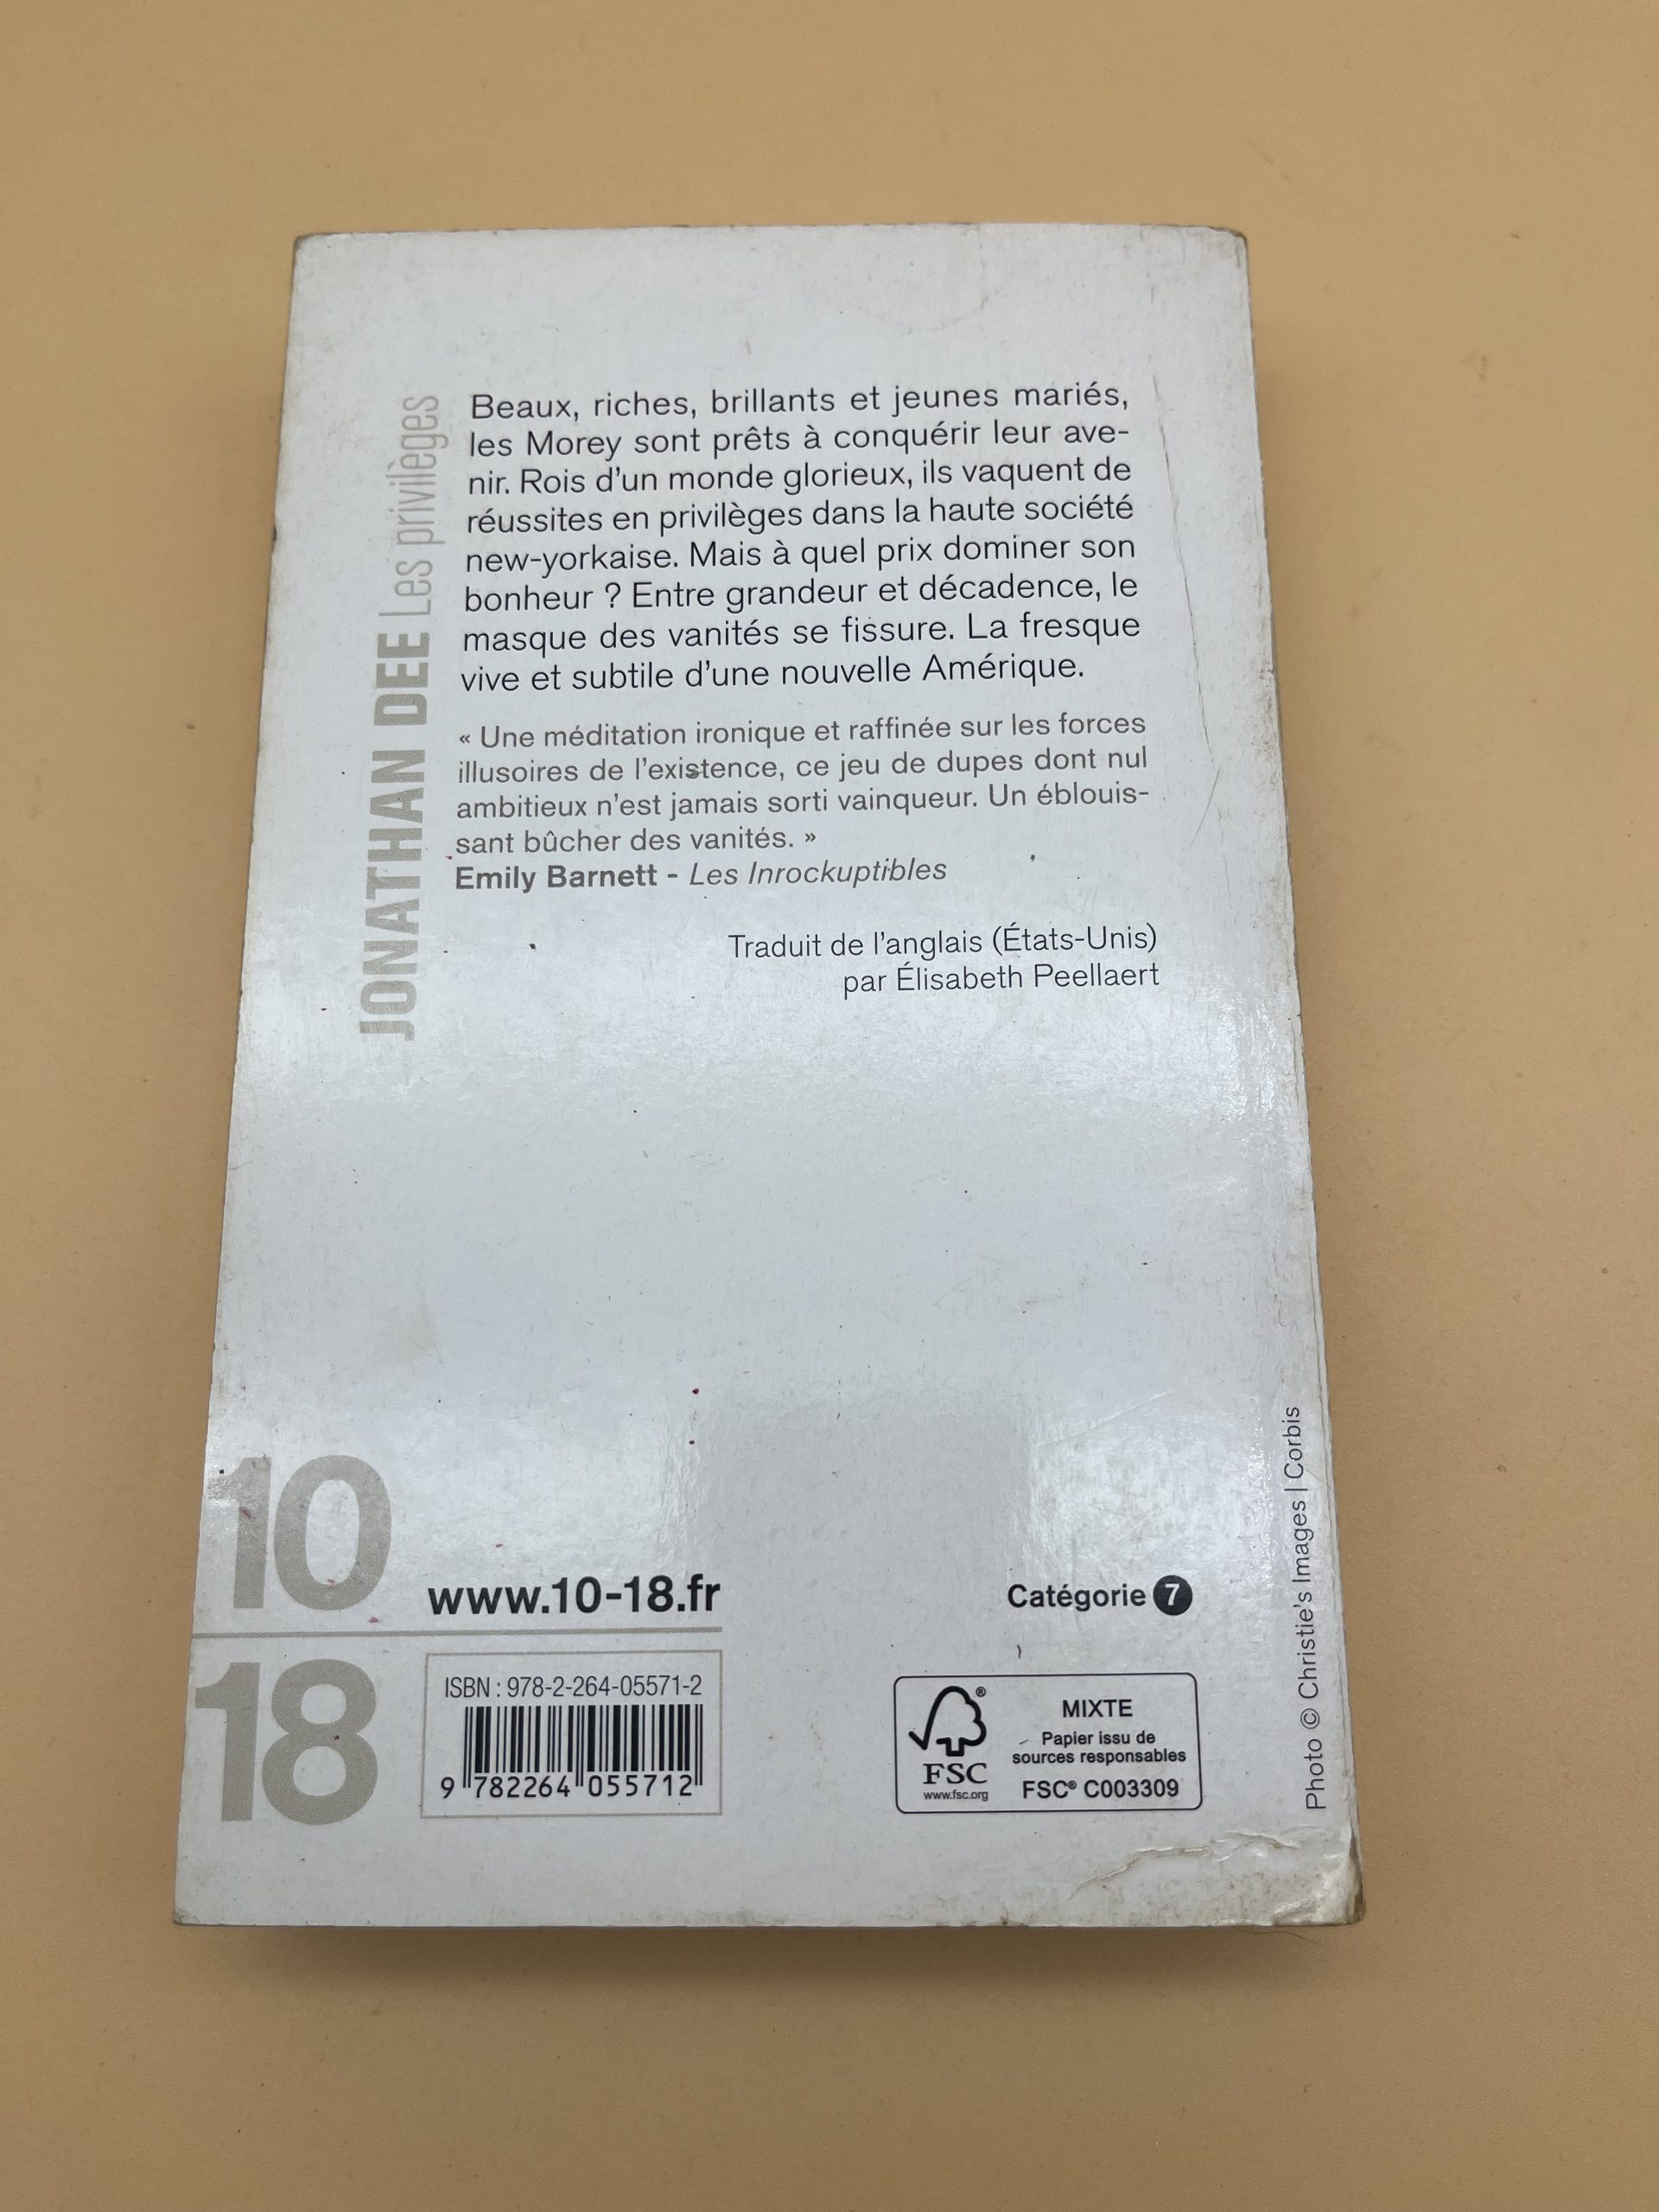 JONATHAN DEE Les privilèges
Beaux, riches, brillants et jeunes mariés,
les Morey sont prêts à conquérir leur ave-
nir. Rois d'un monde glorieux, ils vaquent de
réussites en privilèges dans la haute société
new-yorkaise. Mais à quel prix dominer son
bonheur ? Entre grandeur et décadence, le
masque des vanités se fissure. La fresque
vive et subtile d'une nouvelle Amérique.
« Une méditation ironique et raffinée sur les forces
illusoires de l'existence, ce jeu de dupes dont nul
ambitieux n'est jamais sorti vainqueur. Un éblouis-
sant bûcher des vanités. »
Emily Barnett - Les Inrockuptibles
Traduit de l'anglais (États-Unis)
par Élisabeth Peellaert
10
18
www.10-18.fr
Catégorie 7
ISBN : 978-2-264-05571-2
9 782264 055712
FSC®
www.fsc.org
MIXTE
Papier issu de
sources responsables
FSC® C003309
Photo © Christie's Images | Corbis